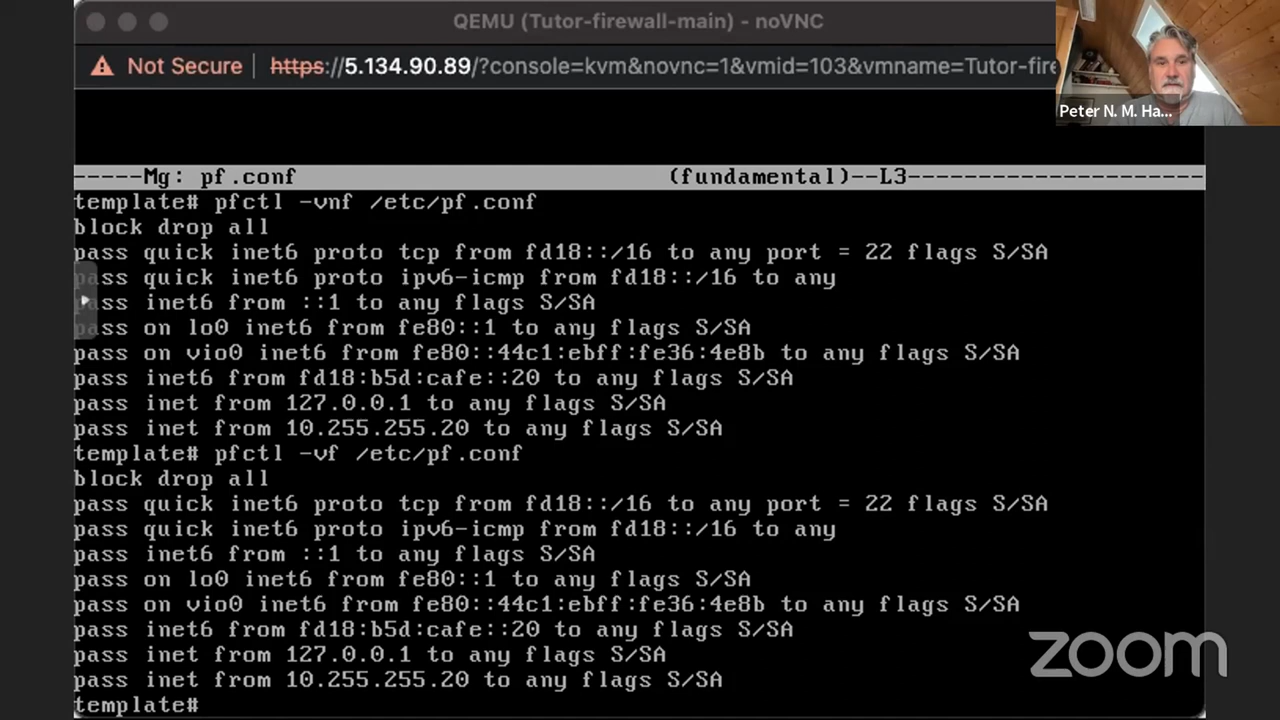 QEMU (Tutor-firewall-main) - noVNC
Not Secure | https://5.134.90.89/?console=kvm&novnc=1&vmid=103&vmname=Tutor-fire
Peter N. M. Ha...
-----Mg: pf.conf (fundamental)--L3---------------------
template# pfctl -vnf /etc/pf.conf
block drop all
pass quick inet6 proto tcp from fd18::/16 to any port = 22 flags S/SA
pass quick inet6 proto ipv6-icmp from fd18::/16 to any
pass inet6 from ::1 to any flags S/SA
pass on lo0 inet6 from fe80::1 to any flags S/SA
pass on vio0 inet6 from fe80::44c1:ebff:fe36:4e8b to any flags S/SA
pass inet6 from fd18:b5d:cafe::20 to any flags S/SA
pass inet from 127.0.0.1 to any flags S/SA
pass inet from 10.255.255.20 to any flags S/SA
template# pfctl -vf /etc/pf.conf
block drop all
pass quick inet6 proto tcp from fd18::/16 to any port = 22 flags S/SA
pass quick inet6 proto ipv6-icmp from fd18::/16 to any
pass inet6 from ::1 to any flags S/SA
pass on lo0 inet6 from fe80::1 to any flags S/SA
pass on vio0 inet6 from fe80::44c1:ebff:fe36:4e8b to any flags S/SA
pass inet6 from fd18:b5d:cafe::20 to any flags S/SA
pass inet from 127.0.0.1 to any flags S/SA
pass inet from 10.255.255.20 to any flags S/SA
template#
zoom